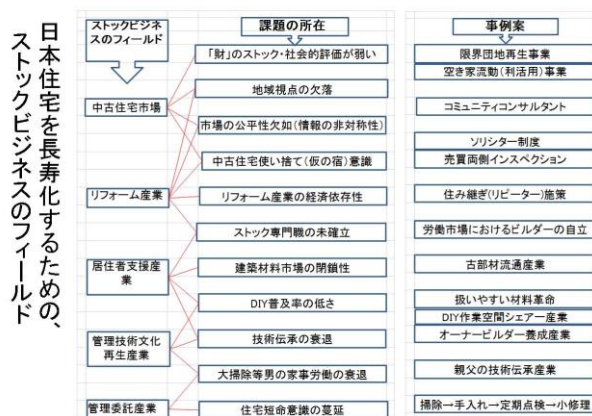 日本住宅を長寿化するための、
ストックビジネスのフィールド
ストックビジネ
スのフィールド
中古住宅市場
リフォーム産業
居住者支援産
業
管理技術文化
再生産業
管理委託産業
課題の所在
「財」のストック・社会的評価が弱い
地域視点の欠落
市場の公平性欠如(情報の非対称性)
中古住宅使い捨て(仮の宿)意識
リフォーム産業の経済依存性
ストック専門職の未確立
建築材料市場の閉鎖性
DIY普及率の低さ
技術伝承の衰退
大掃除等男の家事労働の衰退
住宅短命意識の蔓延
事例案
限界団地再生事業
空き家流動(利活用)事業
コミュニティコンサルタント
ソリシター制度
売買両側インスペクション
住み継ぎ(リピーター)施策
労働市場におけるビルダーの自立
古部材流通産業
扱いやすい材料革命
DIY作業空間シェアー産業
オーナービルダー養成産業
親父の技術伝承産業
掃除→手入れ→定期点検→小修理